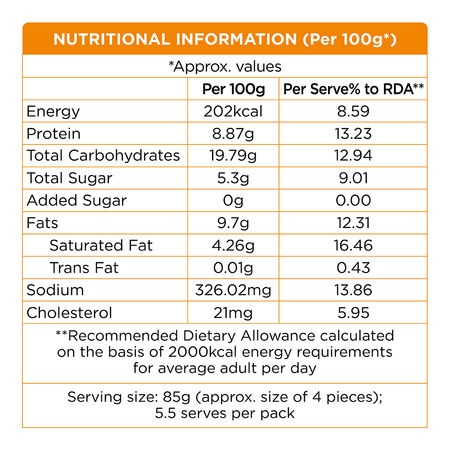 NUTRITIONAL INFORMATION (Per 100g*)
*Approx. values
Per 100g Per Serve% to RDA**
Energy 202kcal 8.59
Protein 8.87g 13.23
Total Carbohydrates 19.79g 12.94
Total Sugar 5.3g 9.01
Added Sugar 0g 0.00
Fats 9.7g 12.31
Saturated Fat 4.26g 16.46
Trans Fat 0.01g 0.43
Sodium 326.02mg 13.86
Cholesterol 21mg 5.95
**Recommended Dietary Allowance calculated
on the basis of 2000kcal energy requirements
for average adult per day
Serving size: 85g (approx. size of 4 pieces);
5.5 serves per pack